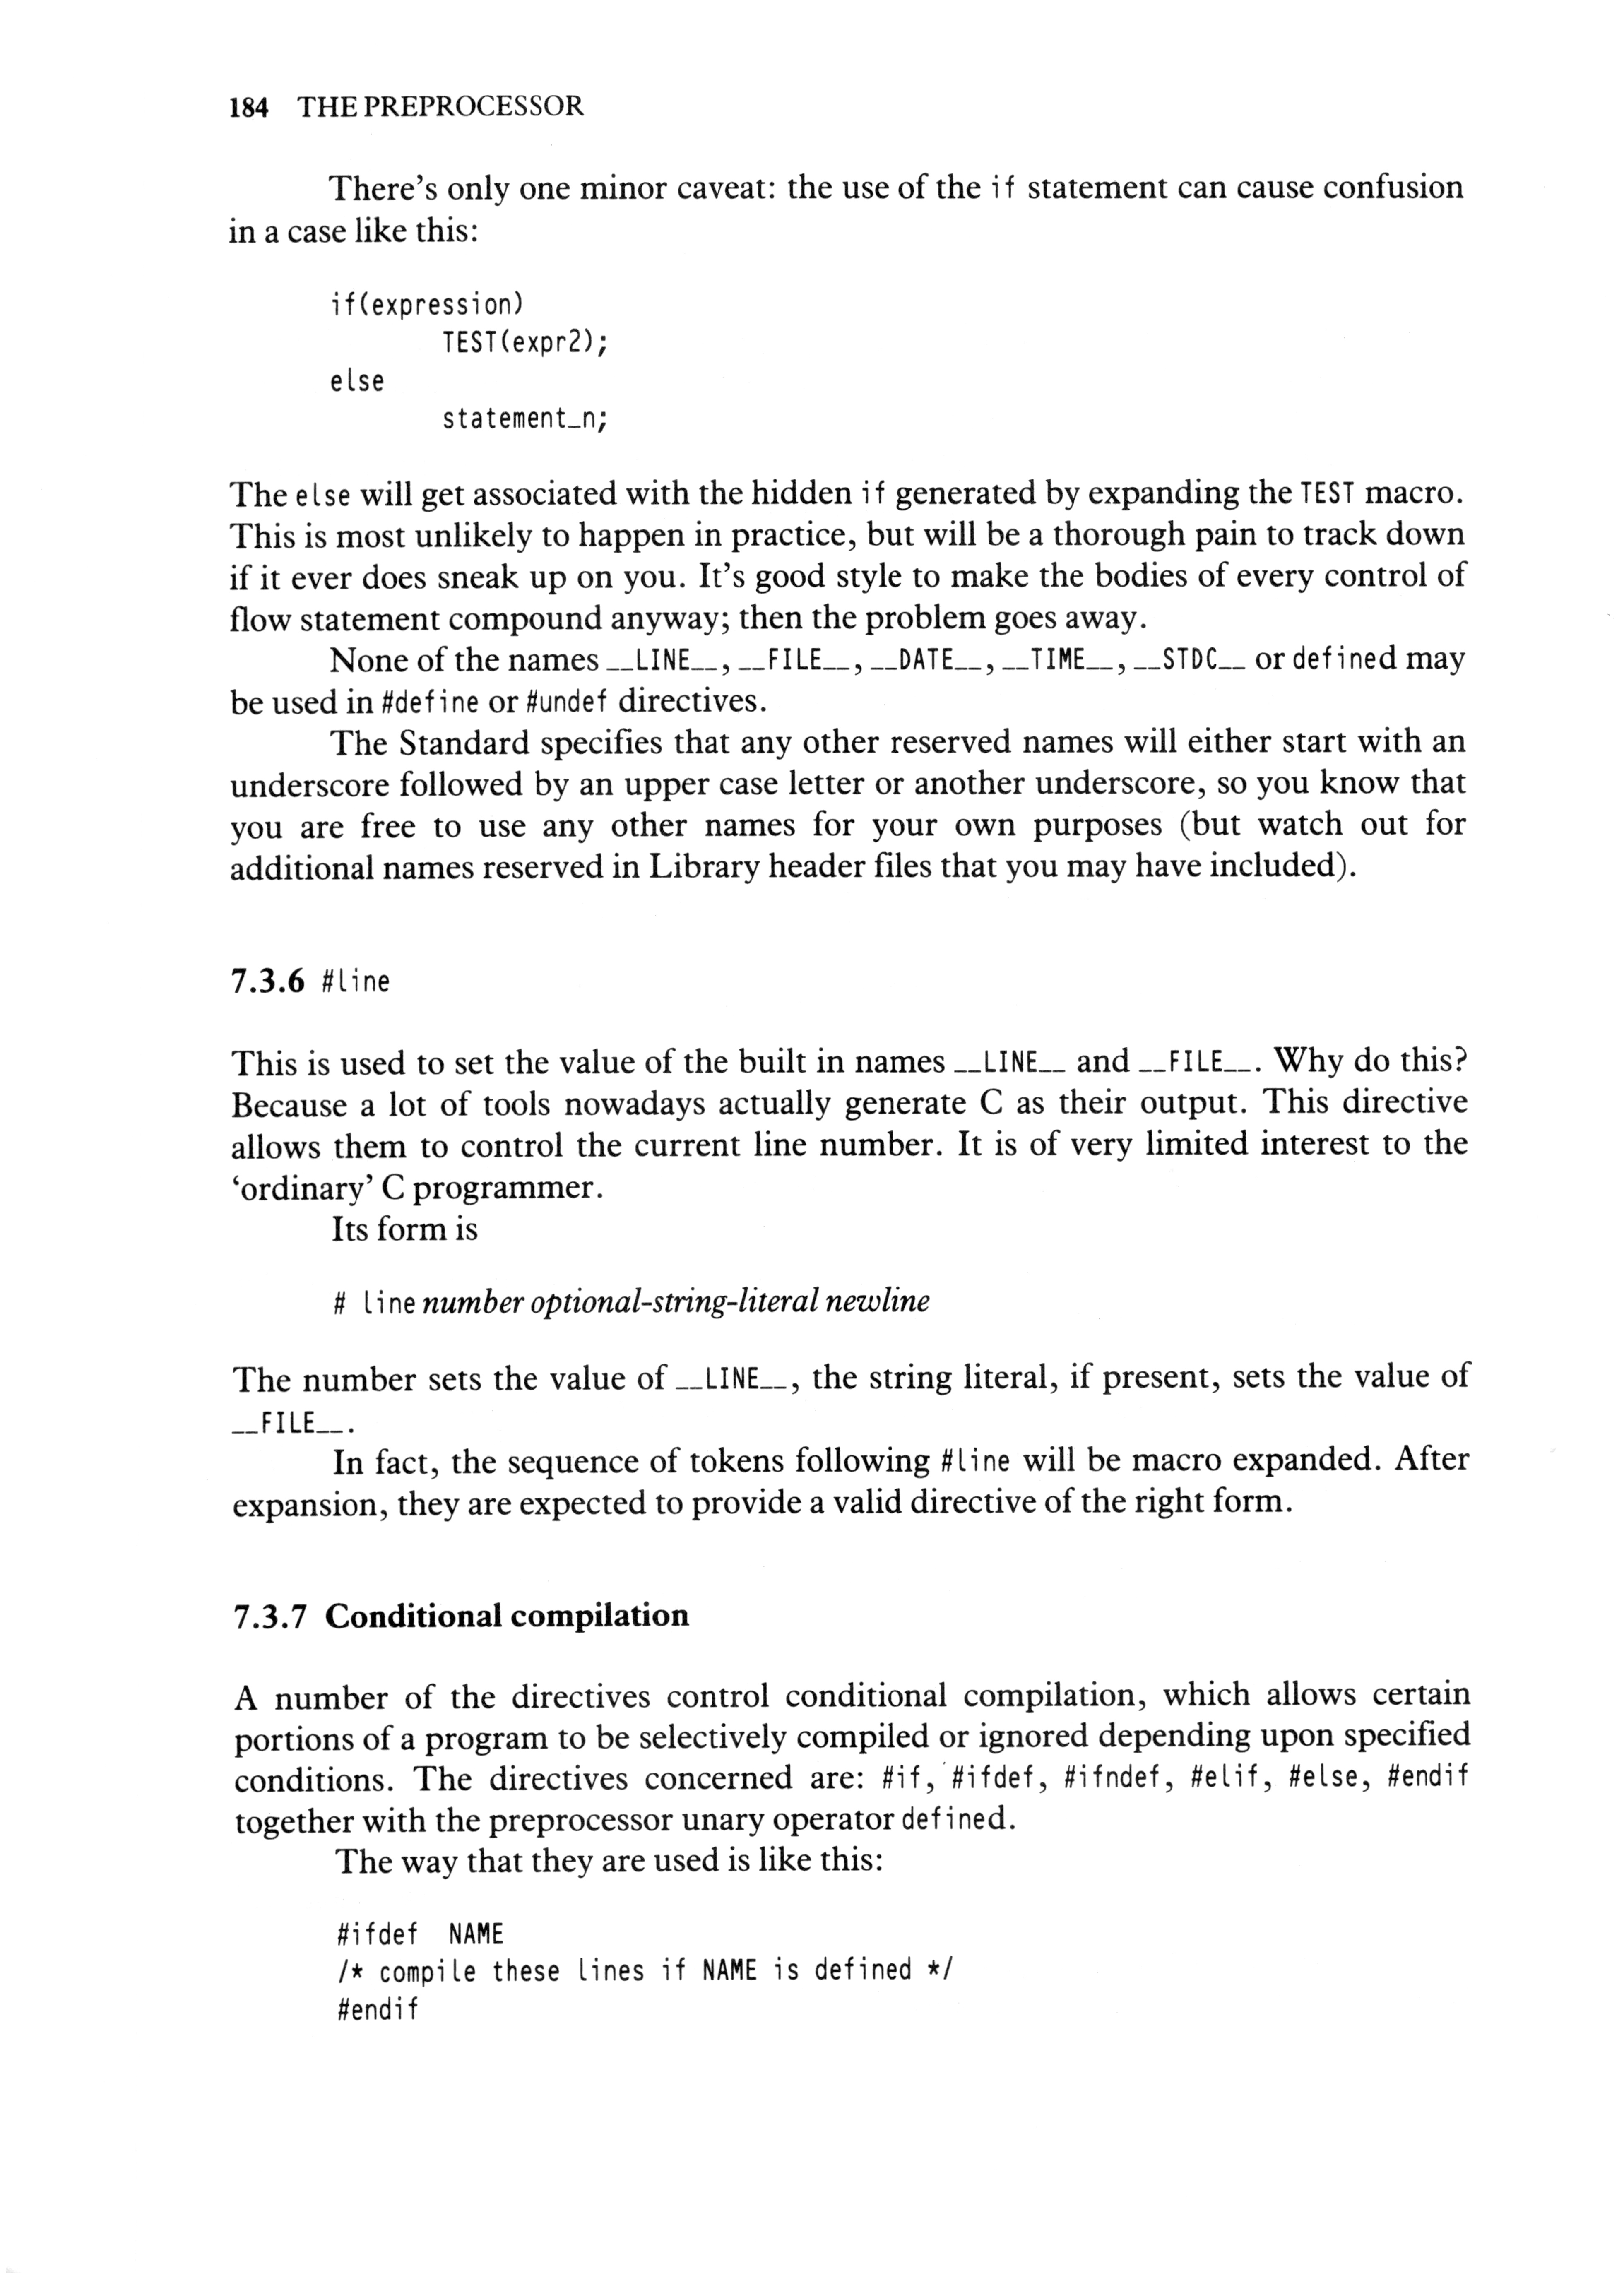 184 THE PREPROCESSOR
There’s only one minor caveat: the use of the if statement can cause confusion
in a case like this:
if(expression)
TEST(expr2);
else
statement_n;
The else will get associated with the hidden if generated by expanding the TEST macro.
This is most unlikely to happen in practice, but will be a thorough pain to track down
if it ever does sneak up on you. It’s good style to make the bodies of every control of
flow statement compound anyway; then the problem goes away.
None of the names __LINE__, __FILE__, __DATE__, __TIME__, __STDC__ or defined may
be used in #define or #undef directives.
The Standard specifies that any other reserved names will either start with an
underscore followed by an upper case letter or another underscore, so you know that
you are free to use any other names for your own purposes (but watch out for
additional names reserved in Library header files that you may have included).
7.3.6 #line
This is used to set the value of the built in names __LINE__ and __FILE__. Why do this?
Because a lot of tools nowadays actually generate C as their output. This directive
allows them to control the current line number. It is of very limited interest to the
‘ordinary’ C programmer.
Its form is
# line number optional-string-literal newline
The number sets the value of __LINE__, the string literal, if present, sets the value of
__FILE__.
In fact, the sequence of tokens following #line will be macro expanded. After
expansion, they are expected to provide a valid directive of the right form.
7.3.7 Conditional compilation
A number of the directives control conditional compilation, which allows certain
portions of a program to be selectively compiled or ignored depending upon specified
conditions. The directives concerned are: #if, #ifdef, #ifndef, #elif, #else, #endif
together with the preprocessor unary operator defined.
The way that they are used is like this:
#ifdef NAME
/* compile these lines if NAME is defined */
#endif